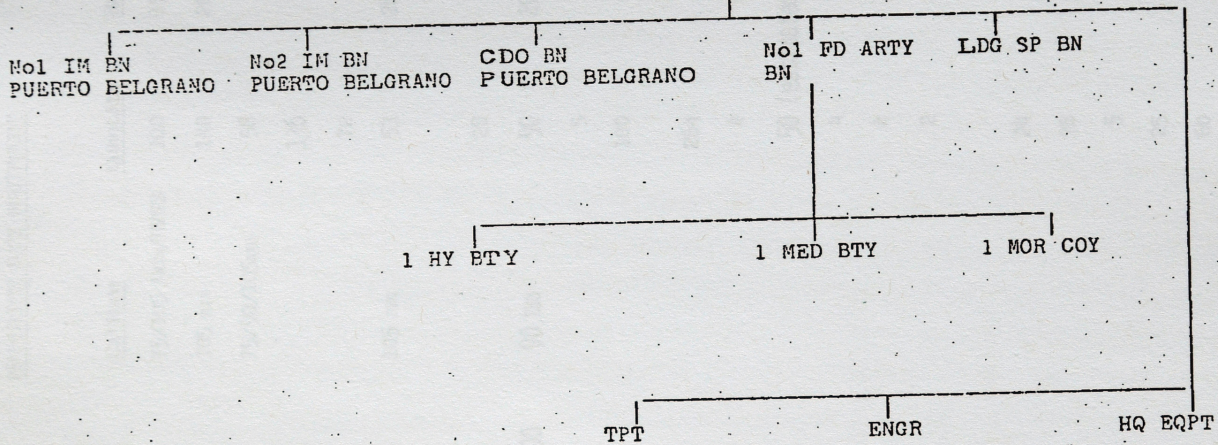 No1 IM BN
PUERTO BELGRANO
No2 IM BN
PUERTO BELGRANO
CDO BN
PUERTO BELGRANO
No1 FD ARTY
BN
LDG SP BN
1 HY BTY
1 MED BTY
1 MOR COY
TPT
ENGR
HQ EQPT